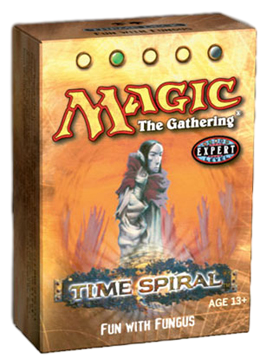 MAGIC
The Gathering®
EXPERT
LEVEL
TIME SPIRAL
AGE 13+
FUN WITH FUNGUS